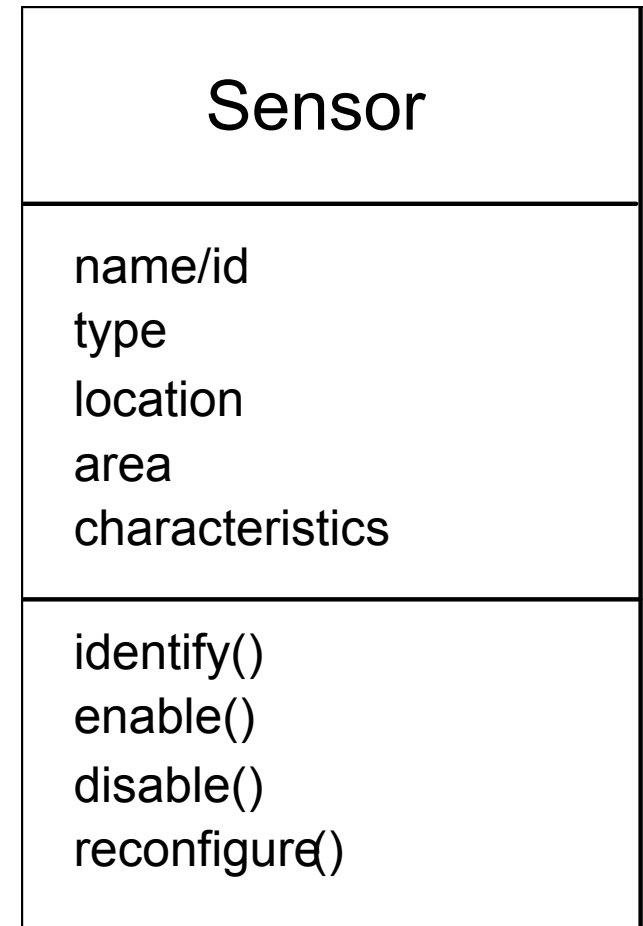 Sensor
name/id
type
location
area
characteristics
identify()
enable()
disable()
reconfigure()